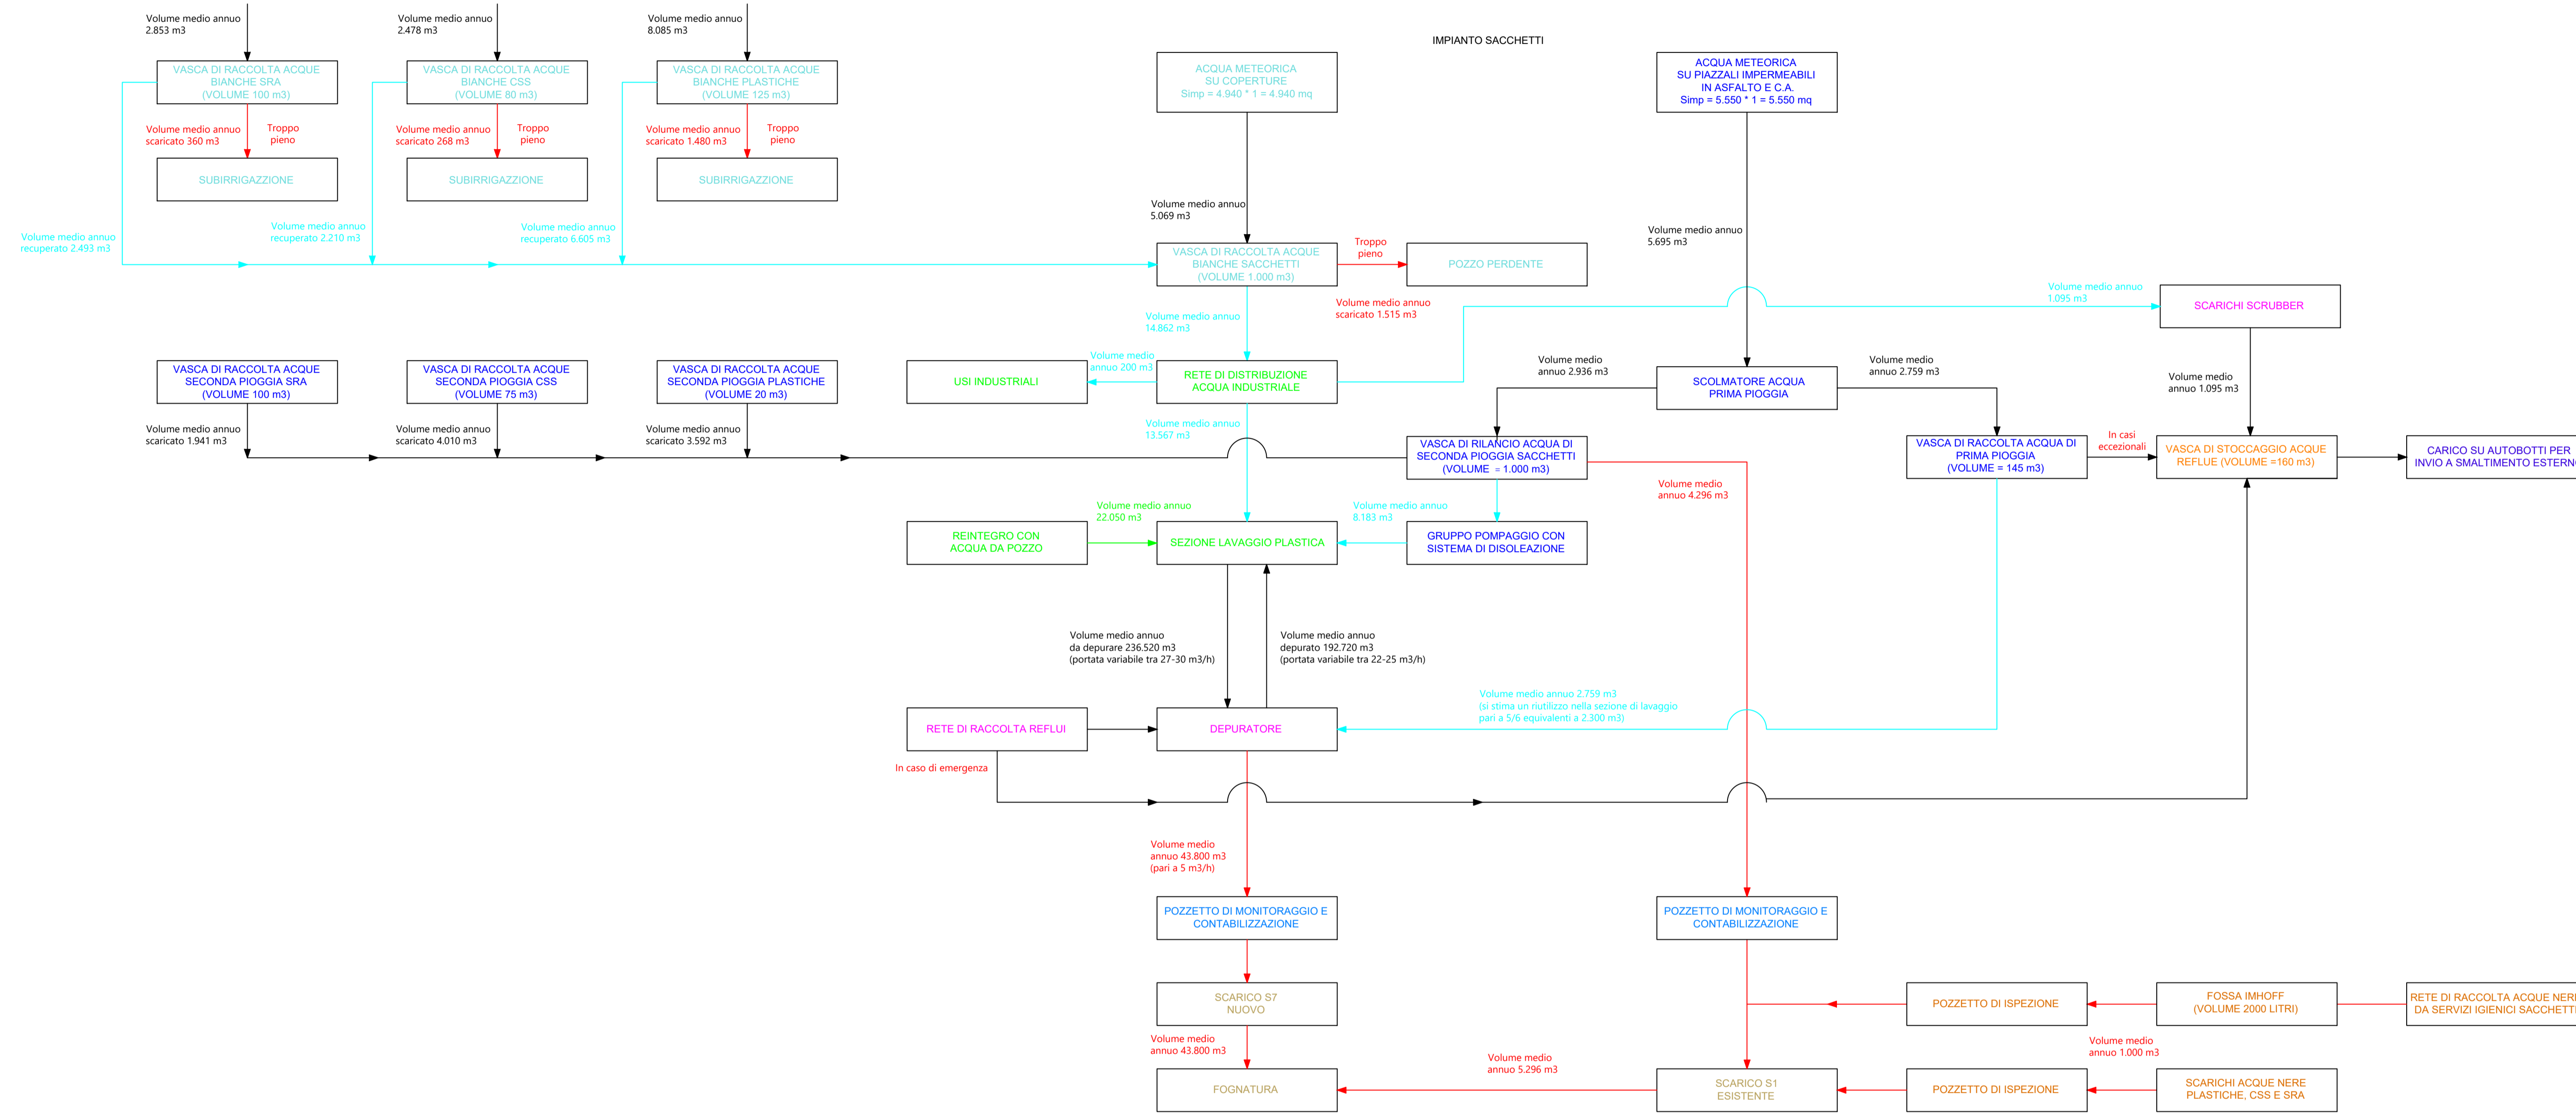 Volume medio annuo
2.853 m3
Volume medio annuo
2.478 m3
Volume medio annuo
8.085 m3
IMPIANTO SACCHETTI
VASCA DI RACCOLTA ACQUE
BIANCHE SRA
(VOLUME 100 m3)
VASCA DI RACCOLTA ACQUE
BIANCHE CSS
(VOLUME 80 m3)
VASCA DI RACCOLTA ACQUE
BIANCHE PLASTICHE
(VOLUME 125 m3)
ACQUA METEORICA
SU COPERTURE
Simp = 4.940 * 1 = 4.940 mq
ACQUA METEORICA
SU PIAZZALI IMPERMEABILI
IN ASFALTO E C.A.
Simp = 5.550 * 1 = 5.550 mq
Volume medio annuo
scaricato 360 m3
Troppo
pieno
Volume medio annuo
scaricato 268 m3
Troppo
pieno
Volume medio annuo
scaricato 1.480 m3
Troppo
pieno
SUBIRRIGAZZIONE
SUBIRRIGAZZIONE
SUBIRRIGAZZIONE
Volume medio annuo
recuperato 2.493 m3
Volume medio annuo
recuperato 2.210 m3
Volume medio annuo
recuperato 6.605 m3
Volume medio annuo
5.069 m3
Volume medio annuo
5.695 m3
VASCA DI RACCOLTA ACQUE
BIANCHE SACCHETTI
(VOLUME 1.000 m3)
Troppo
pieno
POZZO PERDENTE
Volume medio annuo
scaricato 1.515 m3
Volume medio annuo
14.862 m3
Volume medio annuo
1.095 m3
SCARICHI SCRUBBER
VASCA DI RACCOLTA ACQUE
SECONDA PIOGGIA SRA
(VOLUME 100 m3)
VASCA DI RACCOLTA ACQUE
SECONDA PIOGGIA CSS
(VOLUME 75 m3)
VASCA DI RACCOLTA ACQUE
SECONDA PIOGGIA PLASTICHE
(VOLUME 20 m3)
USI INDUSTRIALI
Volume medio
annuo 200 m3
RETE DI DISTRIBUZIONE
ACQUA INDUSTRIALE
Volume medio
annuo 2.936 m3
SCOLMATORE ACQUA
PRIMA PIOGGIA
Volume medio
annuo 2.759 m3
Volume medio
annuo 1.095 m3
Volume medio annuo
scaricato 1.941 m3
Volume medio annuo
scaricato 4.010 m3
Volume medio annuo
scaricato 3.592 m3
Volume medio annuo
13.567 m3
VASCA DI RILANCIO ACQUA DI
SECONDA PIOGGIA SACCHETTI
(VOLUME = 1.000 m3)
VASCA DI RACCOLTA ACQUA DI
PRIMA PIOGGIA
(VOLUME = 145 m3)
In casi
eccezionali
VASCA DI STOCCAGGIO ACQUE
REFLUE (VOLUME =160 m3)
CARICO SU AUTOBOTTI PER
INVIO A SMALTIMENTO ESTERNO
Volume medio
annuo 4.296 m3
Volume medio annuo
22.050 m3
Volume medio annuo
8.183 m3
REINTEGRO CON
ACQUA DA POZZO
SEZIONE LAVAGGIO PLASTICA
GRUPPO POMPAGGIO CON
SISTEMA DI DISOLEAZIONE
Volume medio annuo
da depurare 236.520 m3
(portata variabile tra 27-30 m3/h)
Volume medio annuo
depurato 192.720 m3
(portata variabile tra 22-25 m3/h)
Volume medio annuo 2.759 m3
(si stima un riutilizzo nella sezione di lavaggio
pari a 5/6 equivalenti a 2.300 m3)
RETE DI RACCOLTA REFLUI
DEPURATORE
In caso di emergenza
Volume medio
annuo 43.800 m3
(pari a 5 m3/h)
POZZETTO DI MONITORAGGIO E
CONTABILIZZAZIONE
POZZETTO DI MONITORAGGIO E
CONTABILIZZAZIONE
SCARICO S7
NUOVO
POZZETTO DI ISPEZIONE
FOSSA IMHOFF
(VOLUME 2000 LITRI)
RETE DI RACCOLTA ACQUE NERE
DA SERVIZI IGIENICI SACCHETTI
Volume medio
annuo 43.800 m3
Volume medio
annuo 5.296 m3
Volume medio
annuo 1.000 m3
FOGNATURA
SCARICO S1
ESISTENTE
POZZETTO DI ISPEZIONE
SCARICHI ACQUE NERE
PLASTICHE, CSS E SRA